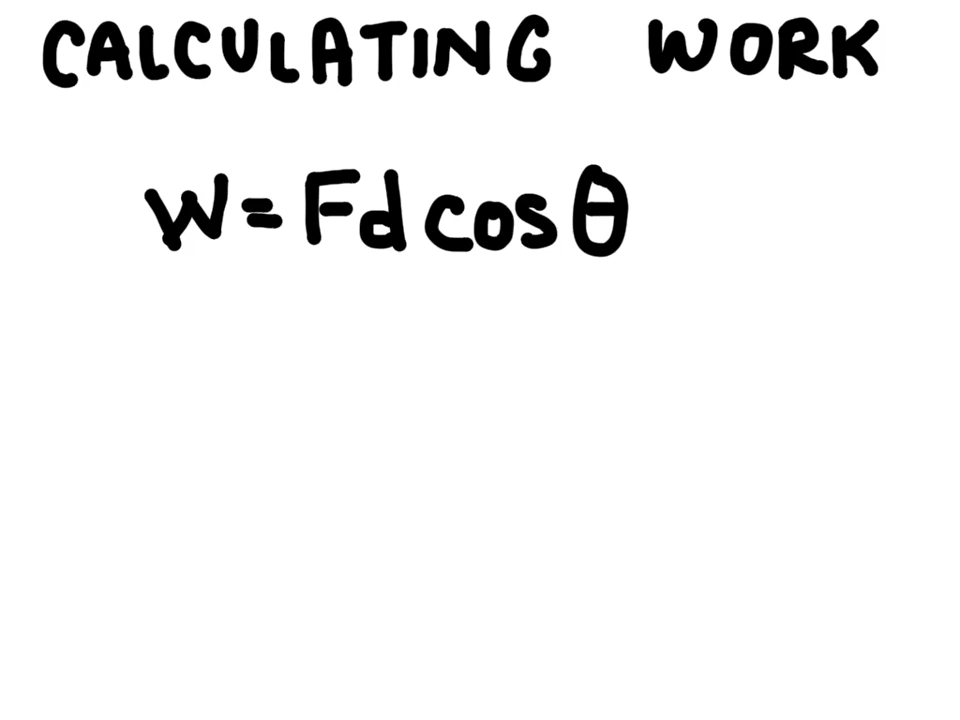 CALCULATING WORK
W = Fd cos θ